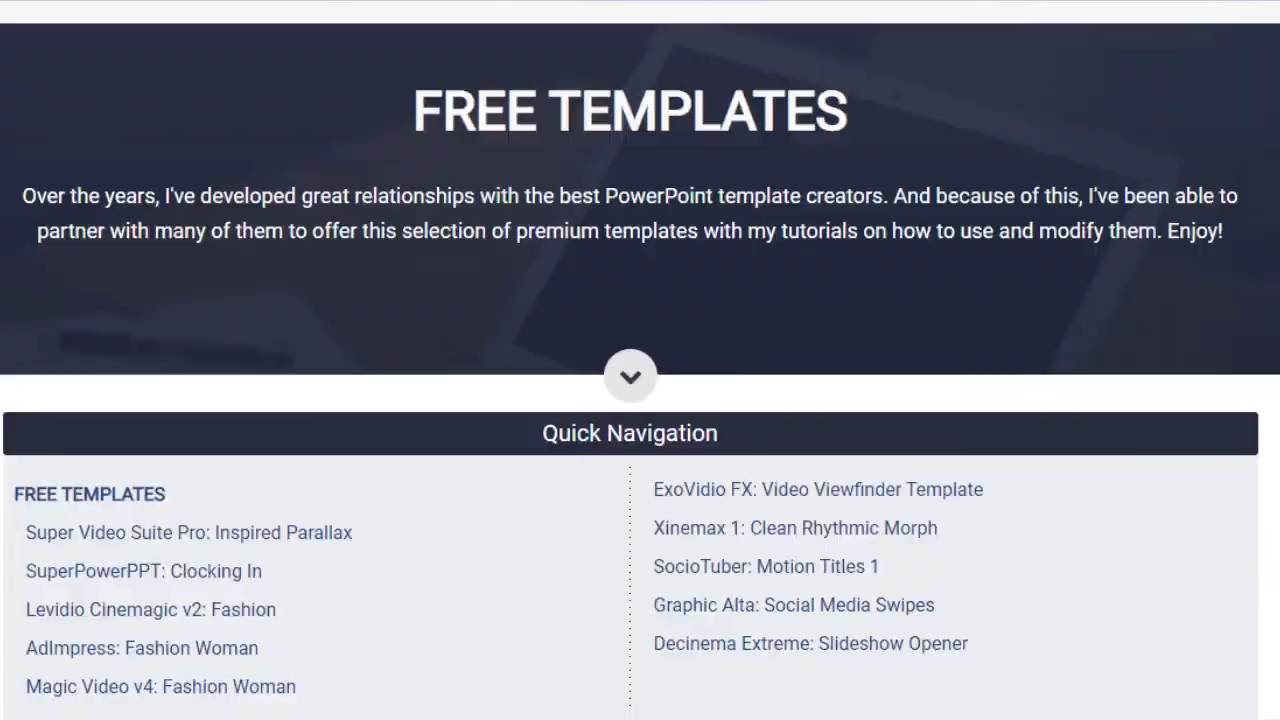 FREE TEMPLATES
Over the years, I've developed great relationships with the best PowerPoint template creators. And because of this, I've been able to
partner with many of them to offer this selection of premium templates with my tutorials on how to use and modify them. Enjoy!
Quick Navigation
FREE TEMPLATES
Super Video Suite Pro: Inspired Parallax
SuperPowerPPT: Clocking In
Levidio Cinemagic v2: Fashion
AdImpress: Fashion Woman
Magic Video v4: Fashion Woman
ExoVidio FX: Video Viewfinder Template
Xinemax 1: Clean Rhythmic Morph
SocioTuber: Motion Titles 1
Graphic Alta: Social Media Swipes
Decinema Extreme: Slideshow Opener